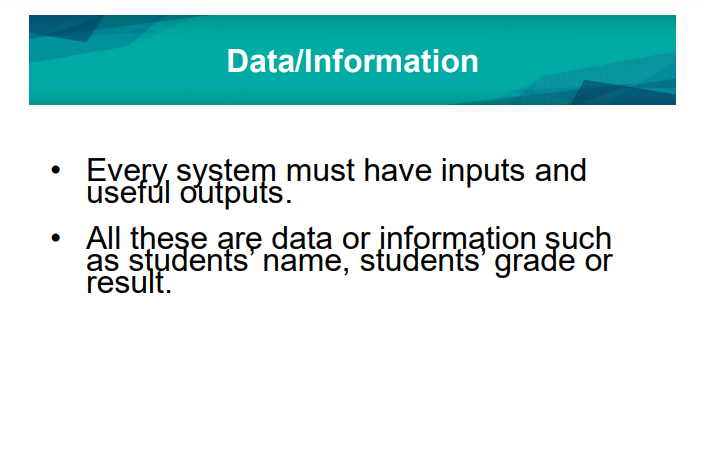 Data/Information
• Every system must have inputs and
useful outputs.
• All these are data or information such
as students’ name, students’ grade or
result.